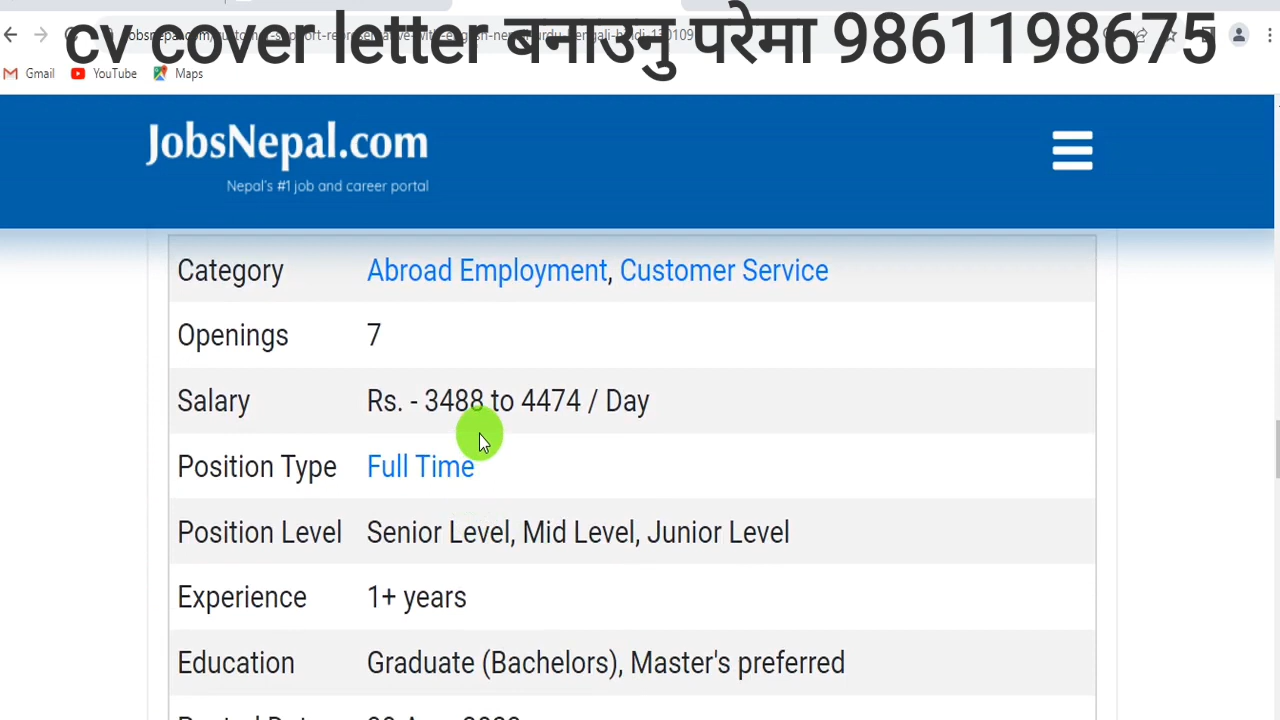 cv cover letter बनाउनु परेमा 9861198675
Gmail YouTube Maps
JobsNepal.com
Nepal's #1 job and career portal
Category Abroad Employment, Customer Service
Openings 7
Salary Rs. - 3488 to 4474 / Day
Position Type Full Time
Position Level Senior Level, Mid Level, Junior Level
Experience 1+ years
Education Graduate (Bachelors), Master's preferred